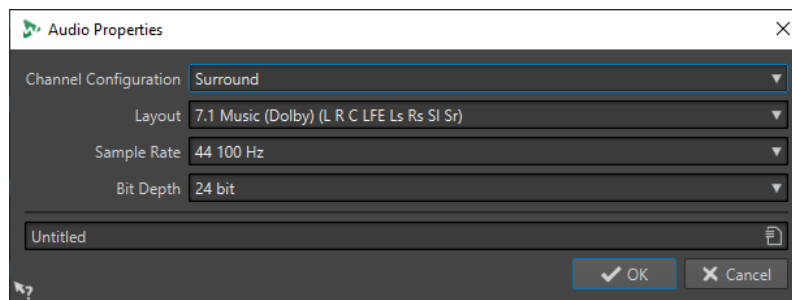 Audio Properties
Channel Configuration Surround
Layout 7.1 Music (Dolby) (L R C LFE Ls Rs Sl Sr)
Sample Rate 44 100 Hz
Bit Depth 24 bit
Untitled
OK Cancel
?